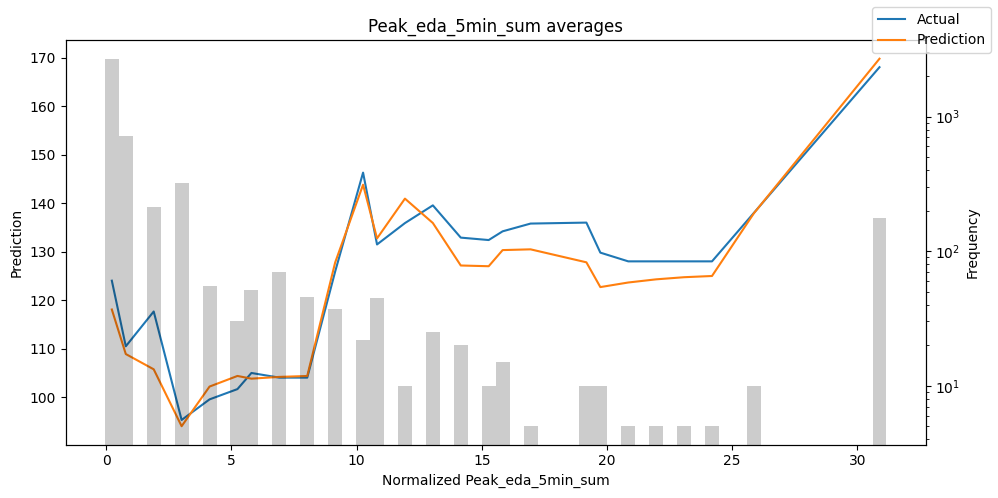 Peak_eda_5min_sum averages
Actual
Prediction
Prediction
170
160
150
140
130
120
110
100
10³
10²
10¹
Frequency
0 5 10 15 20 25 30
Normalized Peak_eda_5min_sum